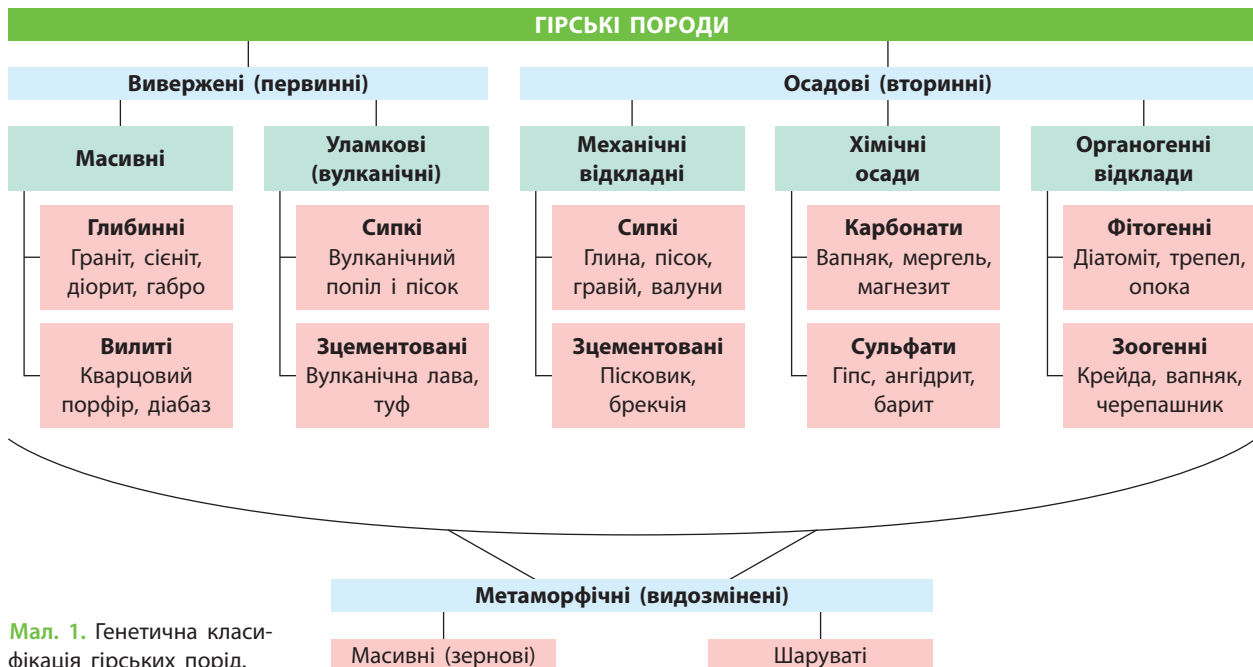 ГІРСЬКІ ПОРОДИ
Вивержені (первинні)
Осадові (вторинні)
Масивні
Уламкові
(вулканічні)
Механічні
відкладні
Хімічні
осади
Органогенні
відклади
Глибинні
Граніт, сієніт,
діорит, габро
Сипкі
Вулканічний
попіл і пісок
Сипкі
Глина, пісок,
гравій, валуни
Карбонати
Вапняк, мергель,
магнезит
Фітогенні
Діатоміт, трепел,
опока
Вилиті
Кварцовий
порфір, діабаз
Зцементовані
Вулканічна лава,
туф
Зцементовані
Пісковик,
брекчія
Сульфати
Гіпс, ангідрит,
барит
Зоогенні
Крейда, вапняк,
черепашник
Метаморфічні (видозмінені)
Масивні (зернові)
Шаруваті
Мал. 1. Генетична класи-
фікація гірських порід.